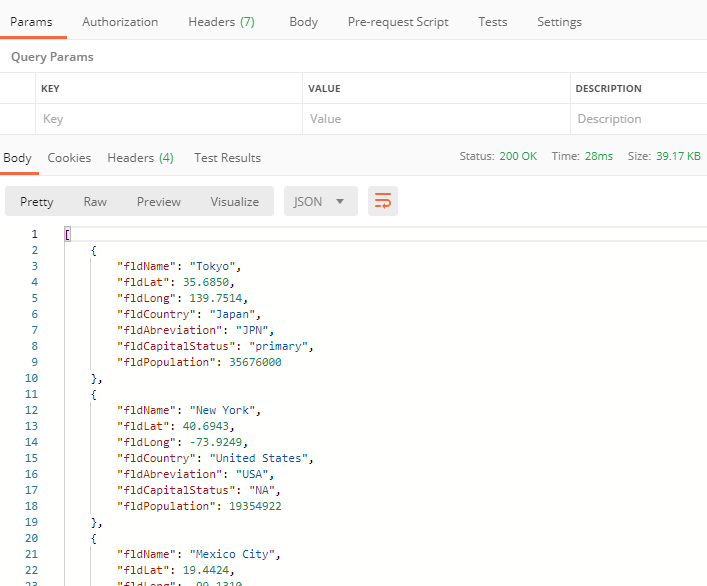 Params Authorization Headers (7) Body Pre-request Script Tests Settings
Query Params
KEY VALUE DESCRIPTION
Key Value Description
Body Cookies Headers (4) Test Results Status: 200 OK Time: 28ms Size: 39.17 KB
Pretty Raw Preview Visualize JSON
1 [
2 {
3 "fldName": "Tokyo",
4 "fldLat": 35.6850,
5 "fldLong": 139.7514,
6 "fldCountry": "Japan",
7 "fldAbreviation": "JPN",
8 "fldCapitalStatus": "primary",
9 "fldPopulation": 35676000
10 },
11 {
12 "fldName": "New York",
13 "fldLat": 40.6943,
14 "fldLong": -73.9249,
15 "fldCountry": "United States",
16 "fldAbreviation": "USA",
17 "fldCapitalStatus": "NA",
18 "fldPopulation": 19354922
19 },
20 {
21 "fldName": "Mexico City",
22 "fldLat": 19.4424,
23 "fldLong": -99.1310